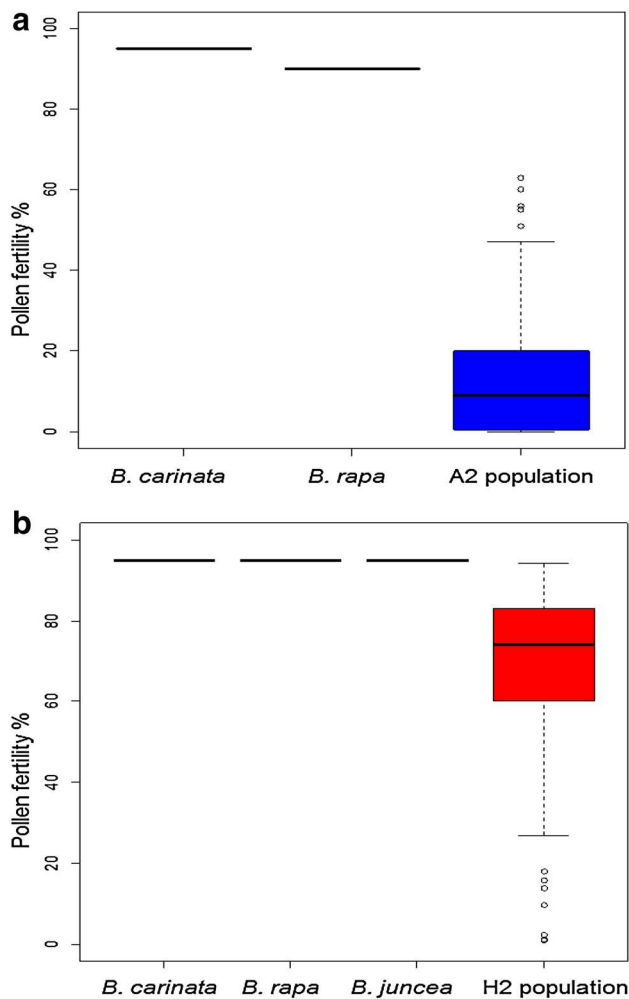 a
100
80
60
40
20
0
Pollen fertility %
B. carinata B. rapa A2 population
b
100
80
60
40
20
0
Pollen fertility %
B. carinata B. rapa B. juncea H2 population